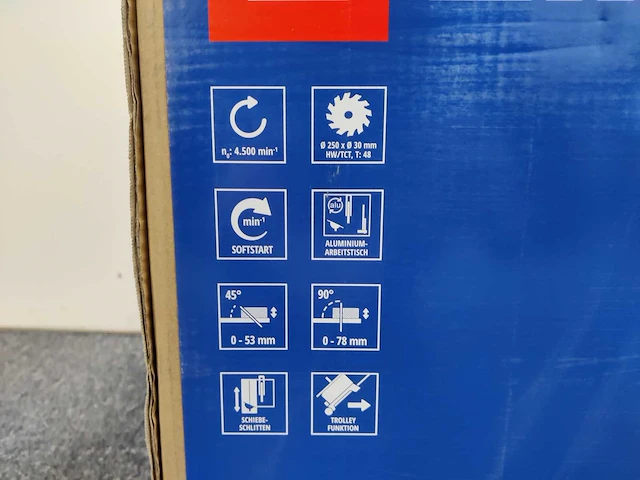 n₀: 4.500 min⁻¹
Ø 250 x Ø 30 mm
HW/TCT, T: 48
min⁻¹
SOFTSTART
alu
ALUMINIUM-
ARBEITSTISCH
45°
0 - 53 mm
90°
0 - 78 mm
SCHIEBE-
SCHLITTEN
TROLLEY
FUNKTION